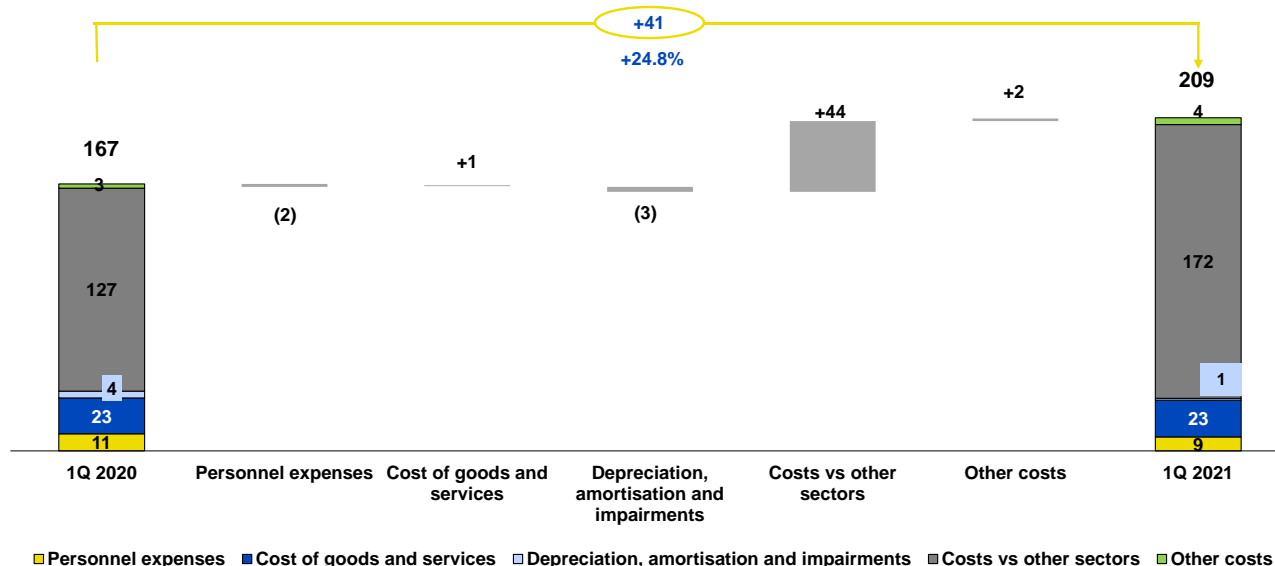 +41
+24.8%
209
+2
+44
4
167
+1
3
(2)
(3)
127
172
4
1
23
23
11
9
1Q 2020
Personnel expenses
Cost of goods and
services
Depreciation,
amortisation and
impairments
Costs vs other
sectors
Other costs
1Q 2021
Personnel expenses
Cost of goods and services
Depreciation, amortisation and impairments
Costs vs other sectors
Other costs